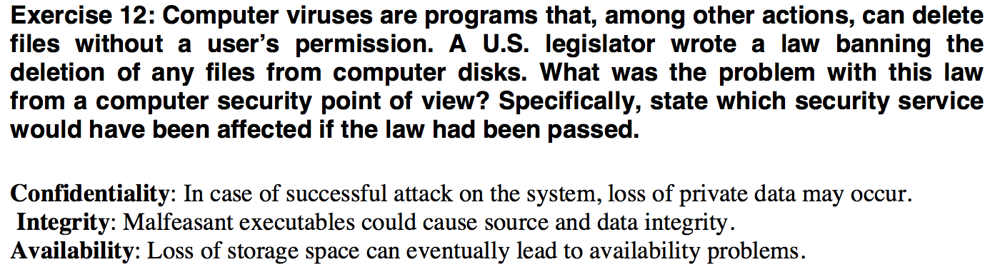 Exercise 12: Computer viruses are programs that, among other actions, can delete
files without a user’s permission. A U.S. legislator wrote a law banning the
deletion of any files from computer disks. What was the problem with this law
from a computer security point of view? Specifically, state which security service
would have been affected if the law had been passed.
Confidentiality: In case of successful attack on the system, loss of private data may occur.
Integrity: Malfeasant executables could cause source and data integrity.
Availability: Loss of storage space can eventually lead to availability problems.